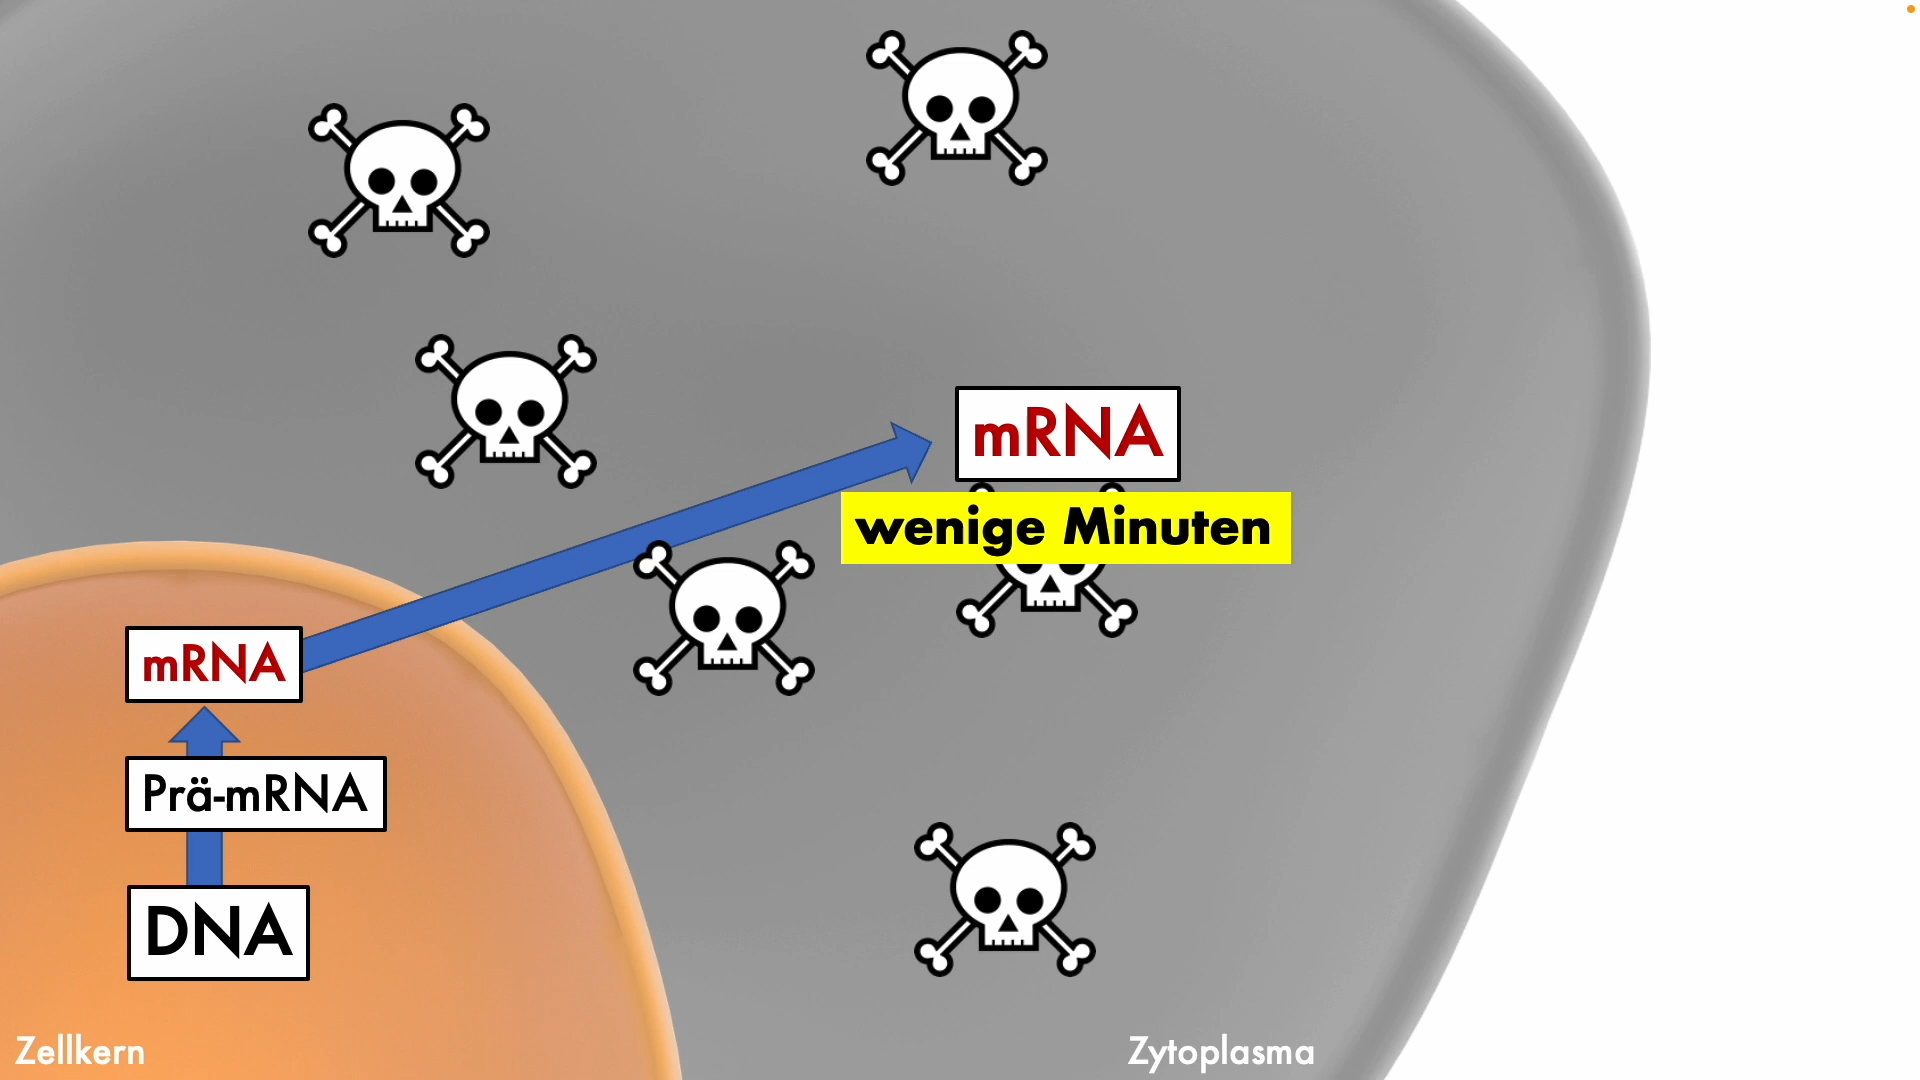 mRNA
wenige Minuten
mRNA
Prä-mRNA
DNA
Zellkern
Zytoplasma